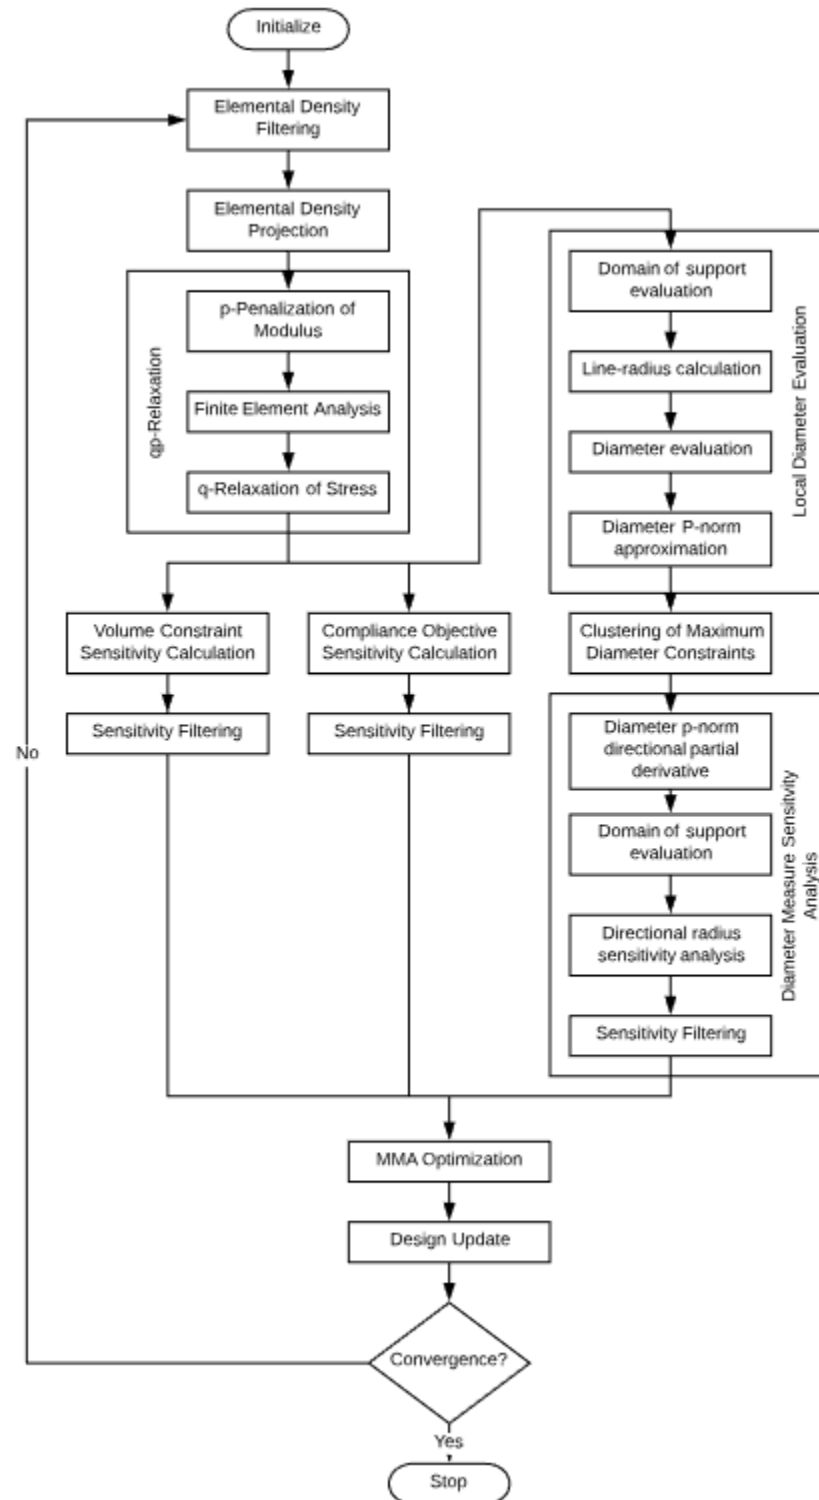 Initialize
Elemental Density
Filtering
Elemental Density
Projection
qp-Relaxation
p-Penalization of
Modulus
Finite Element Analysis
q-Relaxation of Stress
Volume Constraint
Sensitivity Calculation
Sensitivity Filtering
Compliance Objective
Sensitivity Calculation
Sensitivity Filtering
Local Diameter Evaluation
Domain of support
evaluation
Line-radius calculation
Diameter evaluation
Diameter P-norm
approximation
Clustering of Maximum
Diameter Constraints
Diameter Measure Sensitvity
Analysis
Diameter p-norm
directional partial
derivative
Domain of support
evaluation
Directional radius
sensitivity analysis
Sensitivity Filtering
MMA Optimization
Design Update
Convergence?
No
Yes
Stop